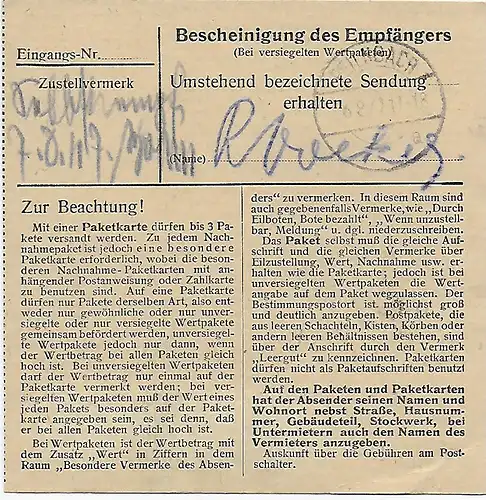 Bescheinigung des Empfängers
(Bei versiegelten Wertpaketen)
Eingangs-Nr.
Zustellvermerk
Umstehend bezeichnete Sendung
erhalten
(Name)
Zur Beachtung!
Mit einer Paketkarte dürfen bis 3 Pa-
kete versandt werden. Zu jedem Nach-
nahmepaket ist jedoch eine besondere
Paketkarte erforderlich, wobei die beson-
deren Nachnahme-Paketkarten mit an-
hängender Postanweisung oder Zahlkarte
zu benutzen sind. Auf eine Paketkarte
dürfen nur Pakete derselben Art, also ent-
weder nur gewöhnliche oder nur unver-
siegelte oder nur versiegelte Wertpakete
gemeinsam befördert werden, unversiegel-
te Wertpakete jedoch nur dann, wenn
der Wertbetrag bei allen Paketen gleich
hoch ist. Bei unversiegelten Wertpaketen
darf der Wertbetrag nur einmal auf der
Paketkarte vermerkt werden; bei ver-
siegelten Wertpaketen muß der Wert eines
jeden Pakets besonders auf der Paket-
karte angegeben sein, es sei denn, daß
er bei allen Paketen gleich hoch ist.
Bei Wertpaketen ist der Wertbetrag mit
dem Zusatz „Wert" in Ziffern in dem
Raum „Besondere Vermerke des Absen-
ders" zu vermerken. In diesem Raum sind
auch gegebenenfalls Vermerke, wie „Durch
Eilboten, Bote bezahlt", „Wenn unzustell-
bar, Meldung" u. dgl. niederzuschreiben.
Das Paket selbst muß die gleiche Auf-
schrift und die gleichen Vermerke über
Eilzustellung, Wert, Nachnahme usw. er-
halten wie die Paketkarte; jedoch ist bei
unversiegelten Wertpaketen die Wert-
angabe auf dem Paket wegzulassen. Der
Bestimmungspostort ist möglichst groß
und deutlich anzugeben. Postpakete, die
aus leeren Schachteln, Kisten, Körben oder
andern leeren Behältnissen bestehen, sind
über der Anschrift durch den Vermerk
„Leergut" zu kennzeichnen. Paketkarten
dürfen nicht als Paketaufschriften benutzt
werden.
Auf den Paketen und Paketkarten
hat der Absender seinen Namen und
Wohnort nebst Straße, Hausnum-
mer, Gebäudeteil, Stockwerk, bei
Untermietern auch den Namen des
Vermieters anzugeben.
Auskunft über die Gebühren am Post-
schalter.